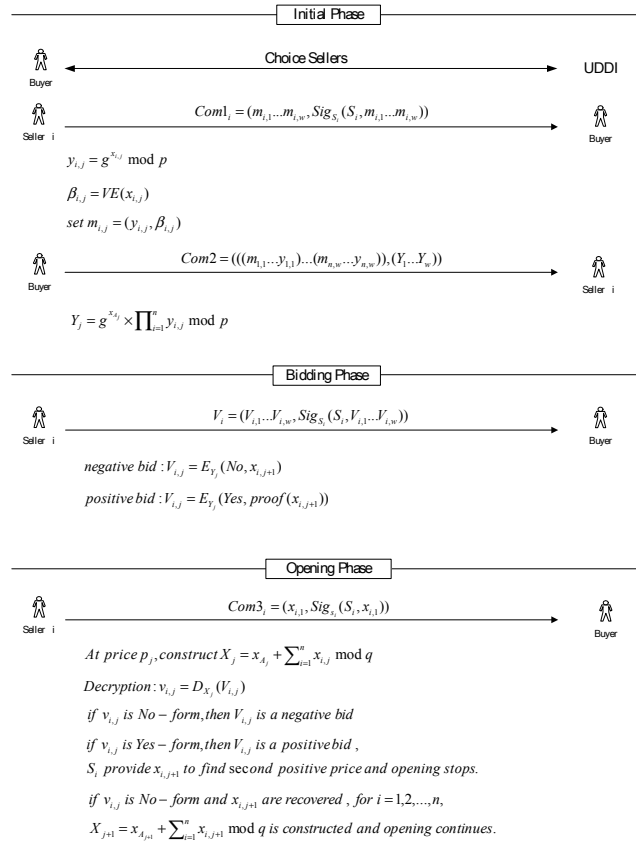 Initial Phase
Choice Sellers
Buyer
UDDI
Com1_i = (m_{i,1}...m_{i,w}, Sig_{S_i}(S_i, m_{i,1}...m_{i,w}))
Seller i
Buyer
y_{i,j} = g^{x_{i,j}} mod p
β_{i,j} = VE(x_{i,j})
set m_{i,j} = (y_{i,j}, β_{i,j})
Com2 = (((m_{1,1}...y_{1,1})...(m_{n,w}...y_{n,w})), (Y_1...Y_w))
Buyer
Seller i
Y_j = g^{x_{A_j}} × ∏_{i=1}^{n} y_{i,j} mod p
Bidding Phase
V_i = (V_{i,1}...V_{i,w}, Sig_{S_i}(S_i, V_{i,1}...V_{i,w}))
Seller i
Buyer
negative bid : V_{i,j} = E_{Y_j}(No, x_{i,j+1})
positive bid : V_{i,j} = E_{Y_j}(Yes, proof(x_{i,j+1}))
Opening Phase
Com3_i = (x_{i,1}, Sig_{s_i}(S_i, x_{i,1}))
Seller i
Buyer
At price p_j, construct X_j = x_{A_j} + ∑_{i=1}^{n} x_{i,j} mod q
Decryption : v_{i,j} = D_{X_j}(V_{i,j})
if v_{i,j} is No − form, then V_{i,j} is a negative bid
if v_{i,j} is Yes − form, then V_{i,j} is a positive bid ,
S_i provide x_{i,j+1} to find second positive price and opening stops.
if v_{i,j} is No − form and x_{i,j+1} are recovered , for i = 1,2,...,n,
X_{j+1} = x_{A_{j+1}} + ∑_{i=1}^{n} x_{i,j+1} mod q is constructed and opening continues.